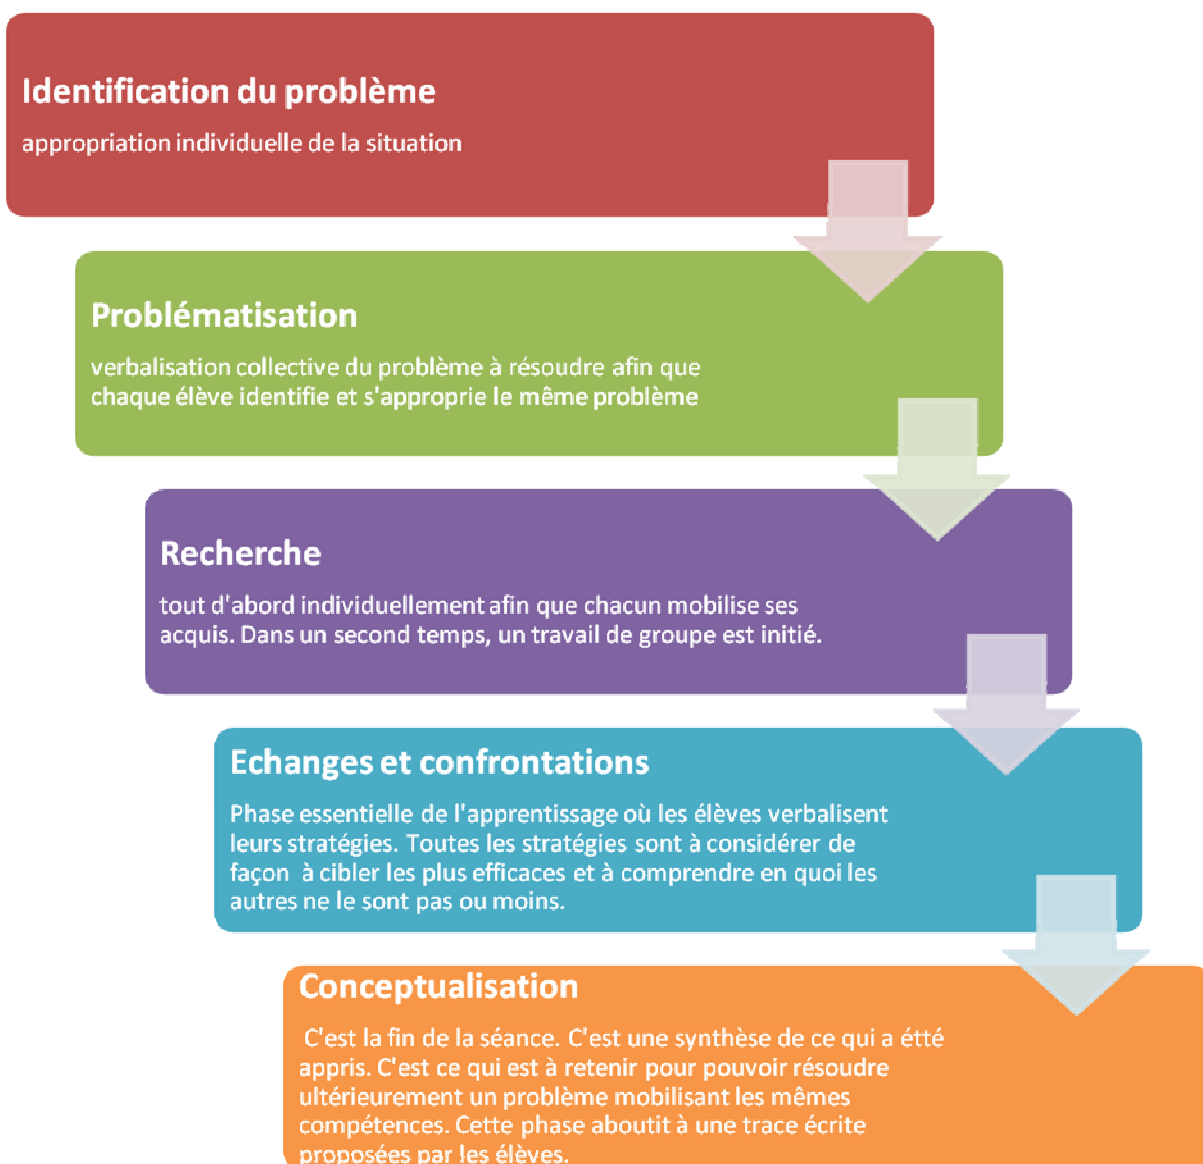 Identification du problème
appropriation individuelle de la situation
Problématisation
verbalisation collective du problème à résoudre afin que
chaque élève identifie et s'approprie le même problème
Recherche
tout d'abord individuellement afin que chacun mobilise ses
acquis. Dans un second temps, un travail de groupe est initié.
Echanges et confrontations
Phase essentielle de l'apprentissage où les élèves verbalisent
leurs stratégies. Toutes les stratégies sont à considérer de
façon à cibler les plus efficaces et à comprendre en quoi les
autres ne le sont pas ou moins.
Conceptualisation
C'est la fin de la séance. C'est une synthèse de ce qui a étté
appris. C'est ce qui est à retenir pour pouvoir résoudre
ultérieurement un problème mobilisant les mêmes
compétences. Cette phase aboutit à une trace écrite
proposées par les élèves.